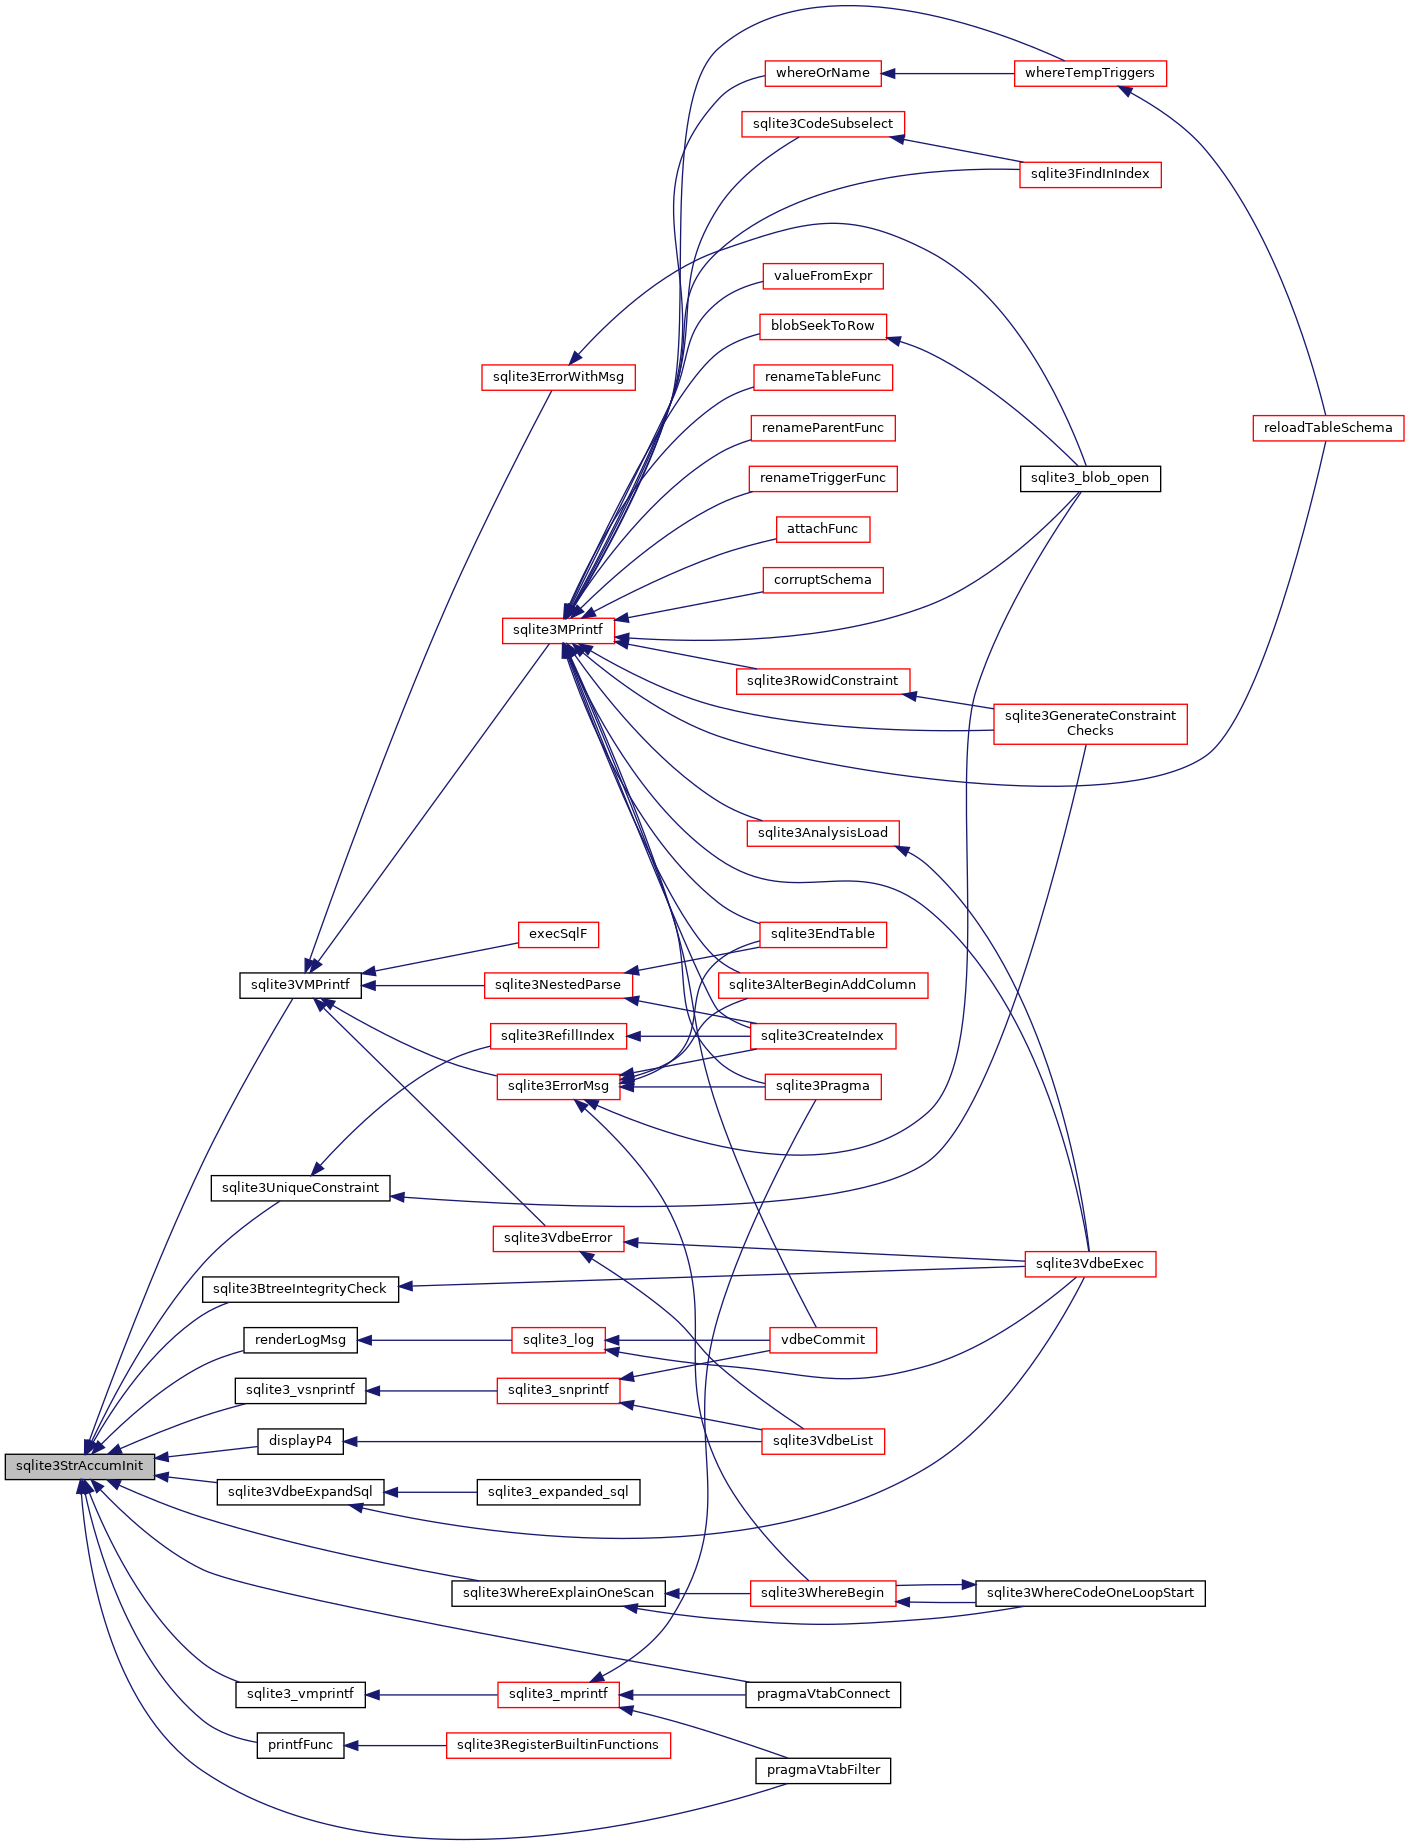 whereOrName
whereTempTriggers
sqlite3CodeSubselect
sqlite3FindInIndex
valueFromExpr
blobSeekToRow
sqlite3ErrorWithMsg
renameTableFunc
renameParentFunc
reloadTableSchema
renameTriggerFunc
sqlite3_blob_open
attachFunc
corruptSchema
sqlite3MPrintf
sqlite3RowidConstraint
sqlite3GenerateConstraint
Checks
sqlite3AnalysisLoad
execSqlF
sqlite3EndTable
sqlite3VMPrintf
sqlite3NestedParse
sqlite3AlterBeginAddColumn
sqlite3RefillIndex
sqlite3CreateIndex
sqlite3ErrorMsg
sqlite3Pragma
sqlite3UniqueConstraint
sqlite3VdbeError
sqlite3VdbeExec
sqlite3BtreeIntegrityCheck
renderLogMsg
sqlite3_log
vdbeCommit
sqlite3_vsnprintf
sqlite3_snprintf
displayP4
sqlite3VdbeList
sqlite3StrAccumInit
sqlite3VdbeExpandSql
sqlite3_expanded_sql
sqlite3WhereExplainOneScan
sqlite3WhereBegin
sqlite3WhereCodeOneLoopStart
sqlite3_vmprintf
sqlite3_mprintf
pragmaVtabConnect
printfFunc
sqlite3RegisterBuiltinFunctions
pragmaVtabFilter